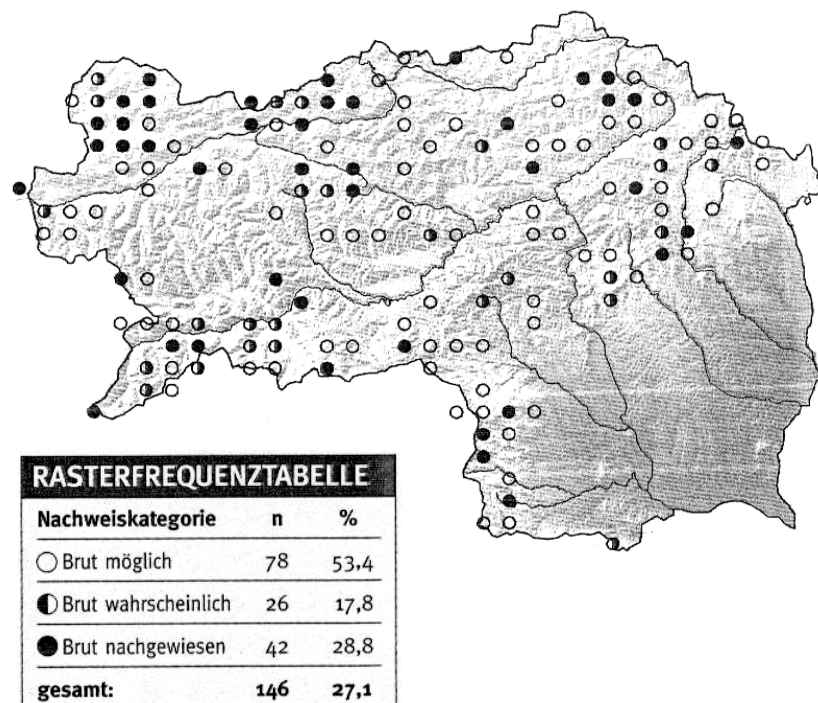 RASTERFREQUENZTABELLE
Nachweiskategorie n %
Brut möglich 78 53,4
Brut wahrscheinlich 26 17,8
Brut nachgewiesen 42 28,8
gesamt: 146 27,1